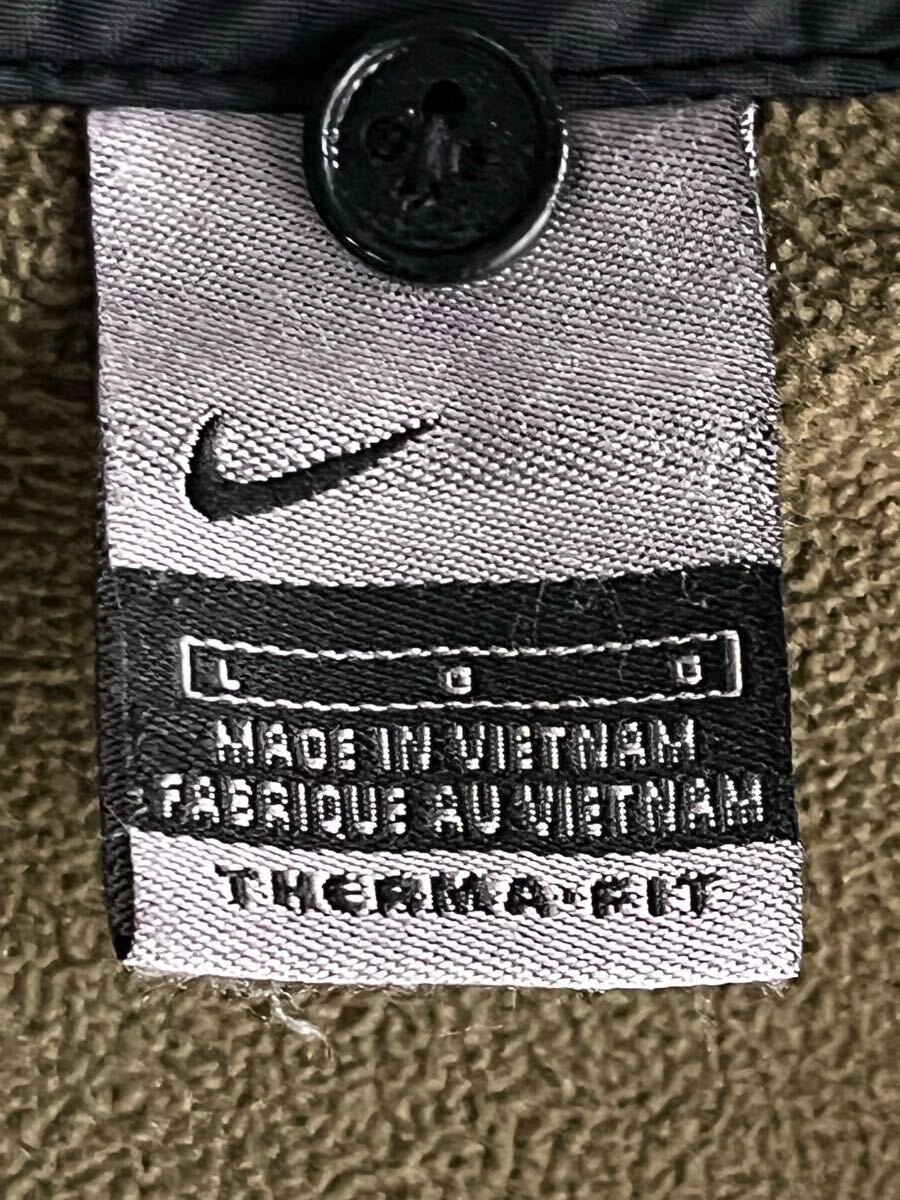 L G G
MADE IN VIETNAM
FABRIQUE AU VIETNAM
THERMA-FIT